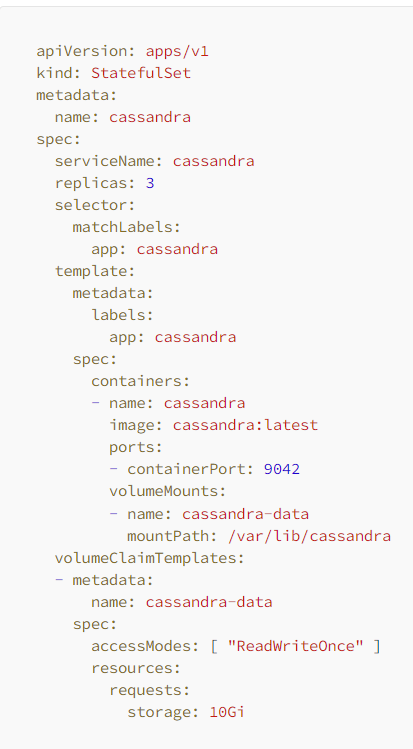 apiVersion: apps/v1
kind: StatefulSet
metadata:
  name: cassandra
spec:
  serviceName: cassandra
  replicas: 3
  selector:
    matchLabels:
      app: cassandra
  template:
    metadata:
      labels:
        app: cassandra
    spec:
      containers:
      - name: cassandra
        image: cassandra:latest
        ports:
        - containerPort: 9042
        volumeMounts:
        - name: cassandra-data
          mountPath: /var/lib/cassandra
  volumeClaimTemplates:
  - metadata:
      name: cassandra-data
    spec:
      accessModes: [ "ReadWriteOnce" ]
      resources:
        requests:
          storage: 10Gi